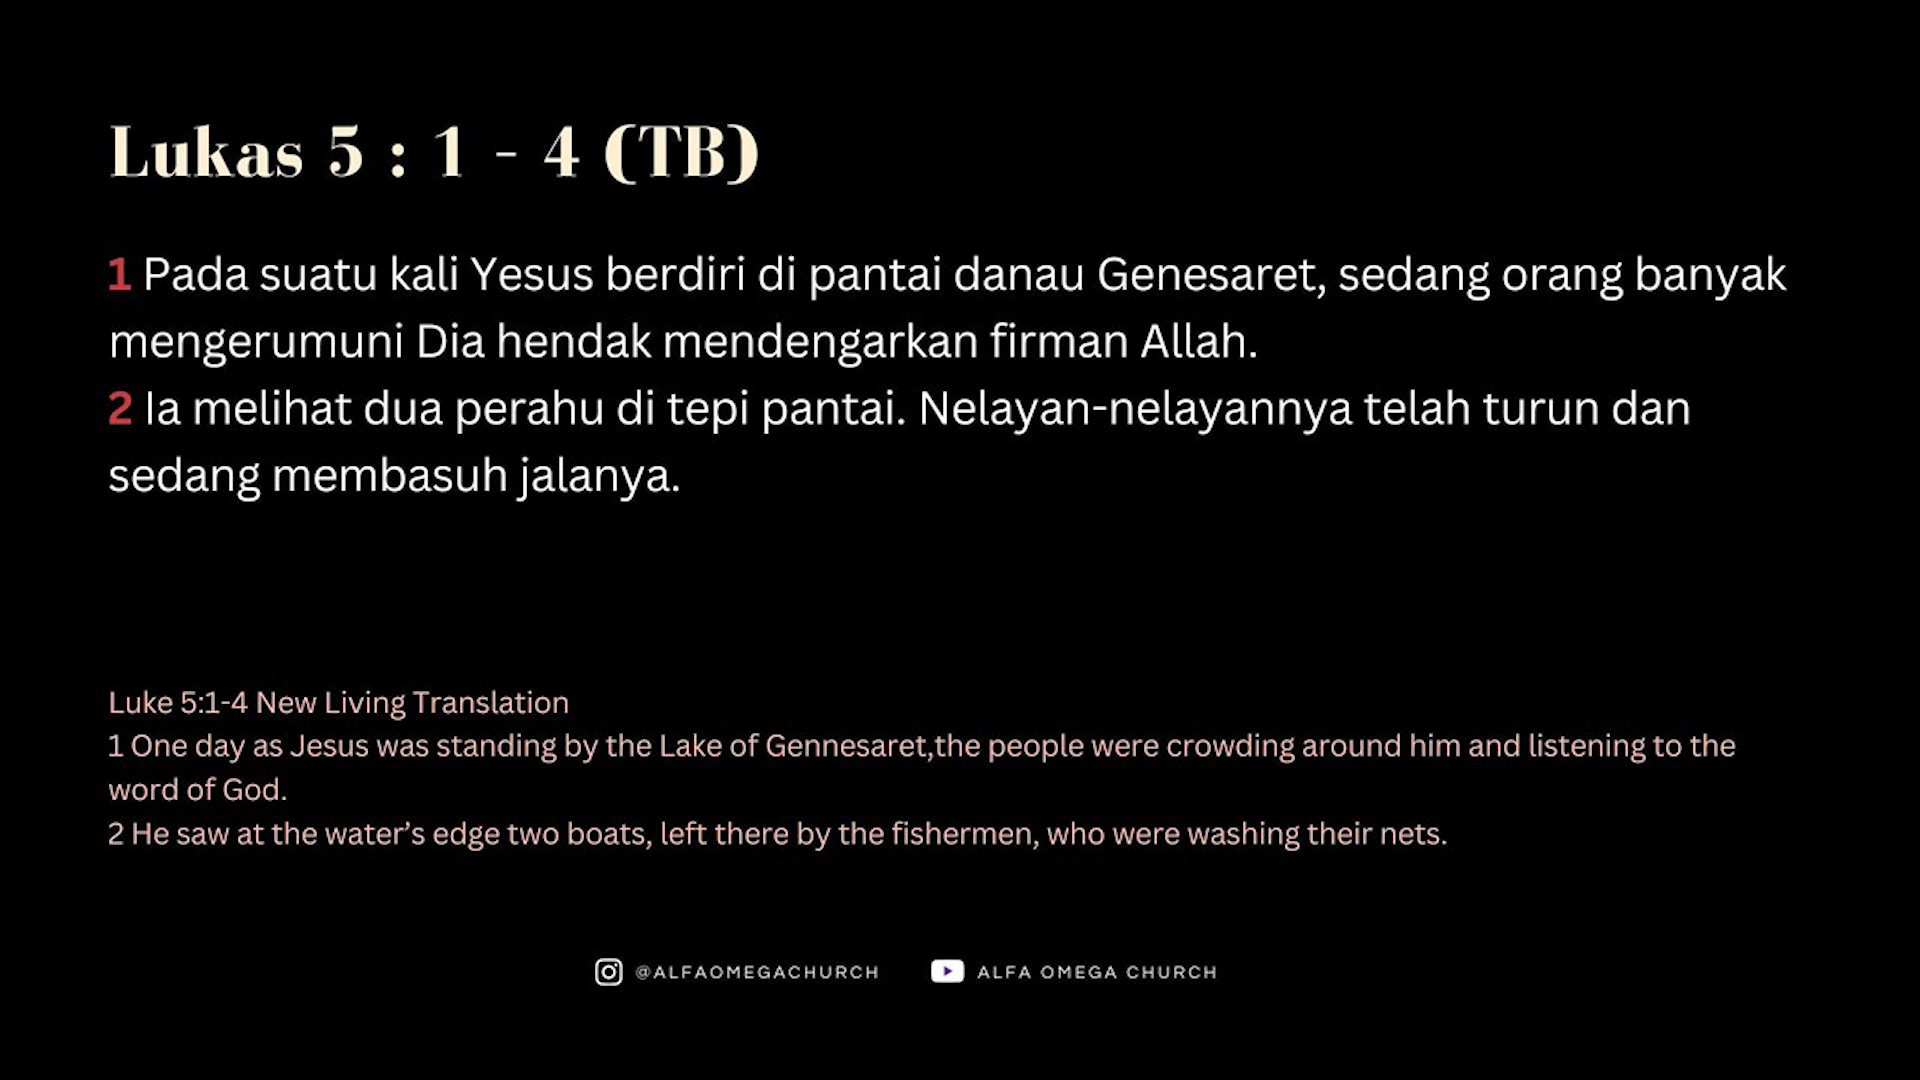 Lukas 5 : 1 - 4 (TB)
1 Pada suatu kali Yesus berdiri di pantai danau Genesaret, sedang orang banyak
mengerumuni Dia hendak mendengarkan firman Allah.
2 Ia melihat dua perahu di tepi pantai. Nelayan-nelayannya telah turun dan
sedang membasuh jalanya.
Luke 5:1-4 New Living Translation
1 One day as Jesus was standing by the Lake of Gennesaret,the people were crowding around him and listening to the
word of God.
2 He saw at the water’s edge two boats, left there by the fishermen, who were washing their nets.
@ALFAOMEGACHURCH ALFA OMEGA CHURCH